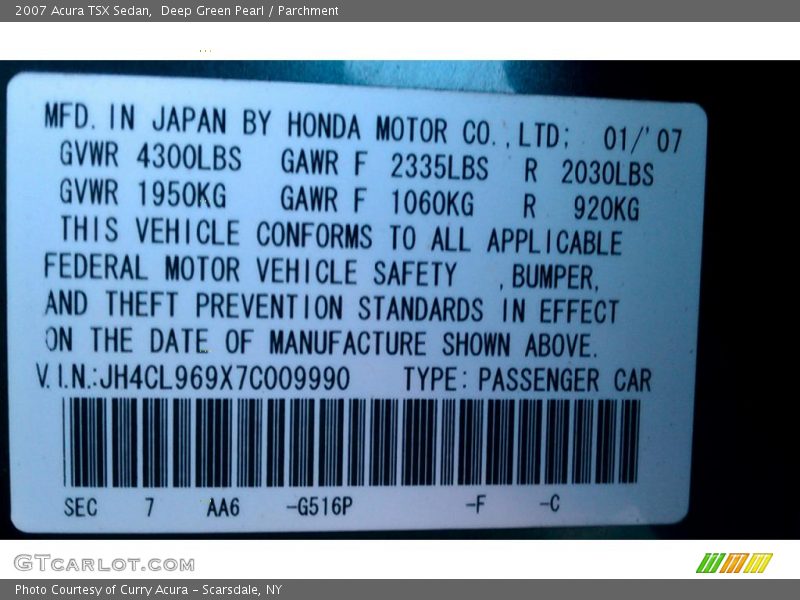 2007 Acura TSX Sedan,  Deep Green Pearl / Parchment
MFD. IN JAPAN BY HONDA MOTOR CO.,LTD; 01/'07
GVWR 4300LBS GAWR F 2335LBS R 2030LBS
GVWR 1950KG GAWR F 1060KG R 920KG
THIS VEHICLE CONFORMS TO ALL APPLICABLE
FEDERAL MOTOR VEHICLE SAFETY ,BUMPER,
AND THEFT PREVENTION STANDARDS IN EFFECT
ON THE DATE OF MANUFACTURE SHOWN ABOVE.
V.I.N.:JH4CL969X7C009990 TYPE: PASSENGER CAR
SEC 7 AA6 -G516P -F -C
GTCARLOT.COM
Photo Courtesy of Curry Acura - Scarsdale, NY